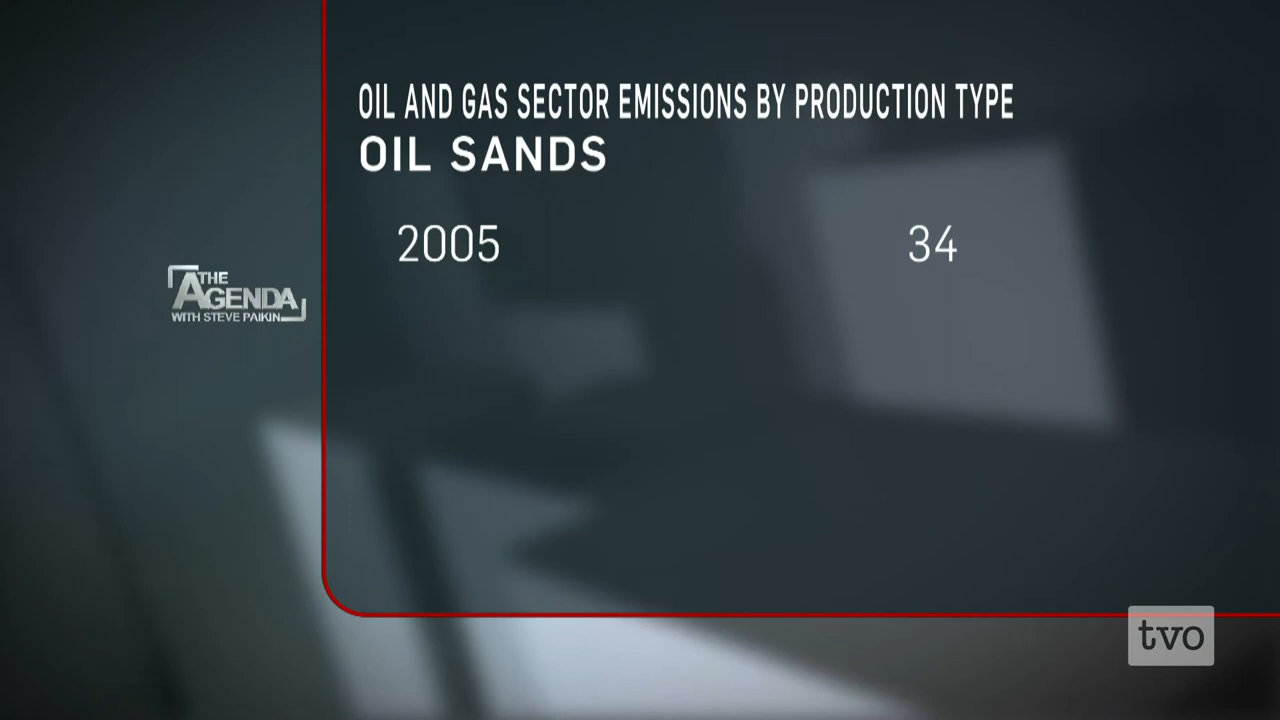 OIL AND GAS SECTOR EMISSIONS BY PRODUCTION TYPE
OIL SANDS
2005 34
THE
AGENDA
WITH STEVE PAIKIN
tvo